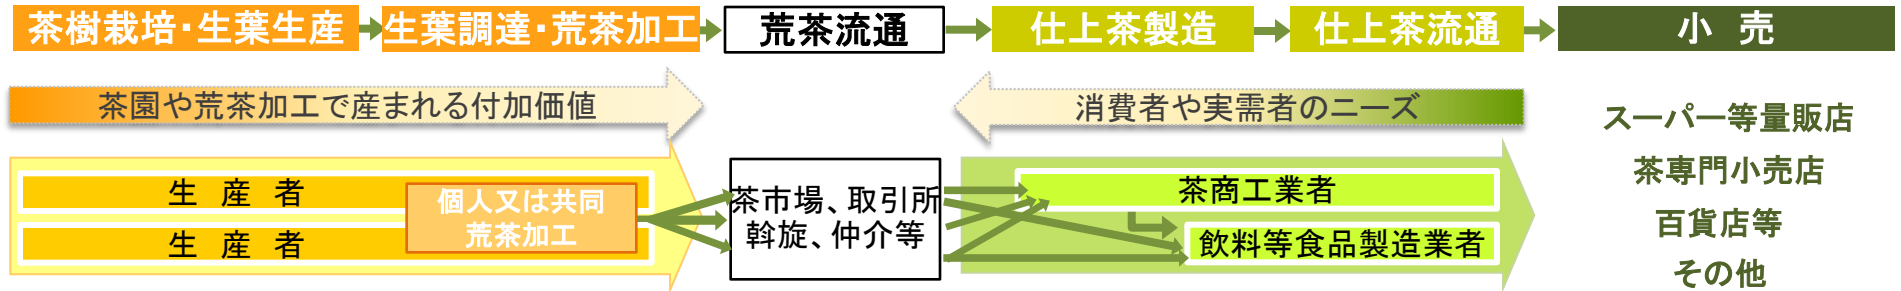 茶樹栽培・生葉生産
生葉調達・荒茶加工
荒茶流通
仕上茶製造
仕上茶流通
小 売
茶園や荒茶加工で産まれる付加価値
消費者や実需者のニーズ
生 産 者
生 産 者
個人又は共同
荒茶加工
茶市場、取引所
斡旋、仲介等
茶商工業者
飲料等食品製造業者
スーパー等量販店
茶専門小売店
百貨店等
その他